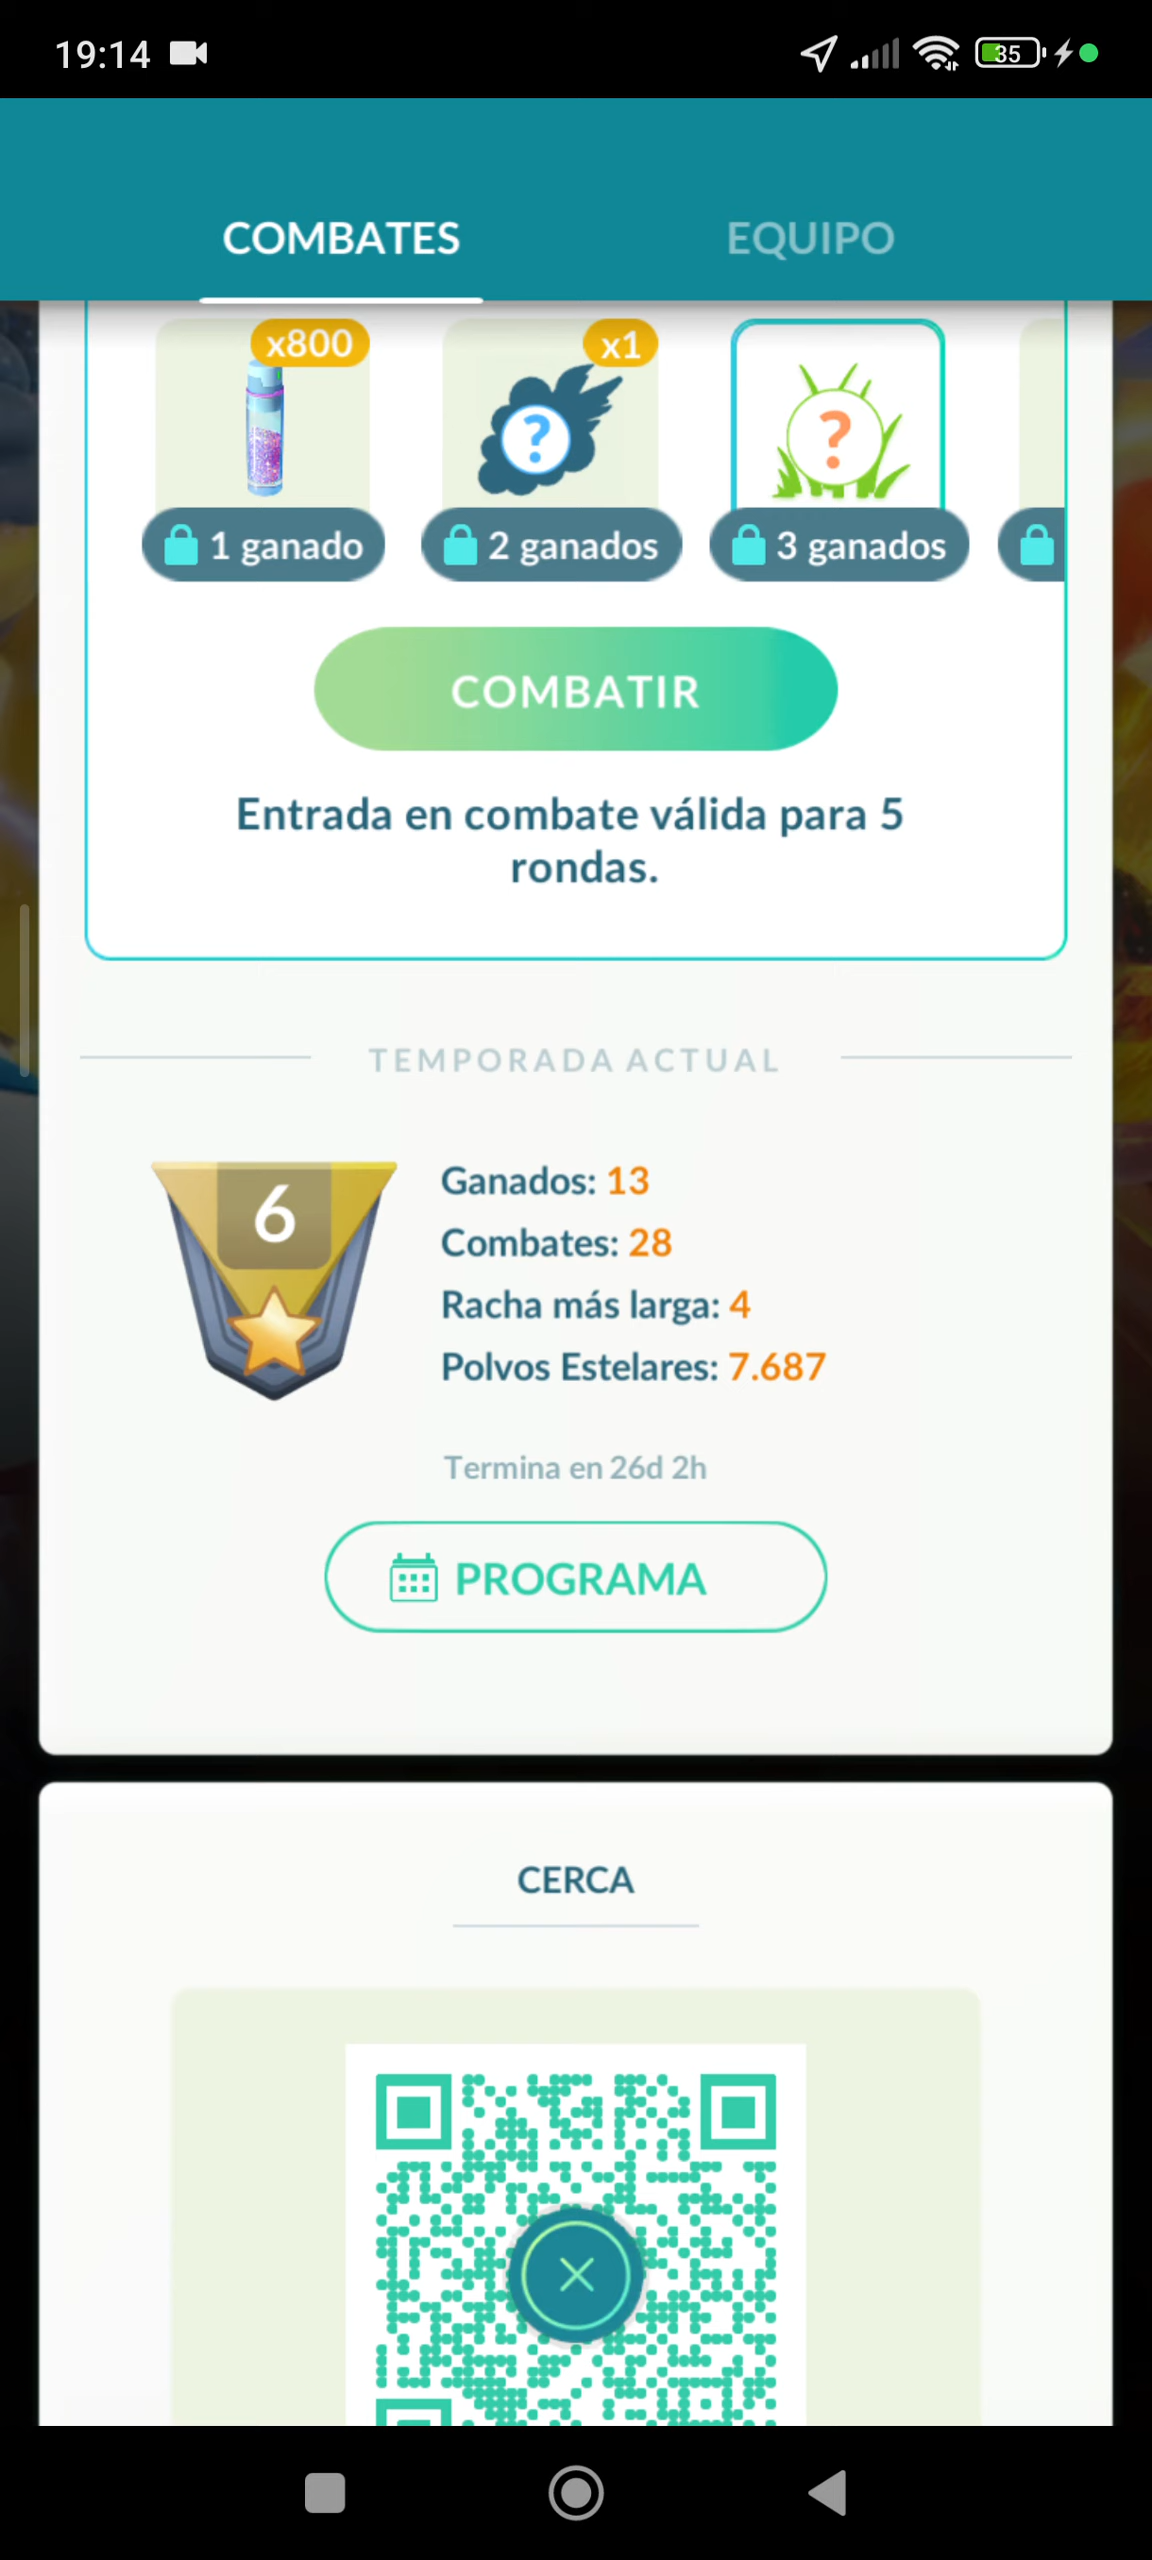 19:14
35
COMBATES
EQUIPO
x800
x1
?
?
1 ganado
2 ganados
3 ganados
COMBATIR
Entrada en combate válida para 5
rondas.
TEMPORADA ACTUAL
6
Ganados: 13
Combates: 28
Racha más larga: 4
Polvos Estelares: 7.687
Termina en 26d 2h
PROGRAMA
CERCA